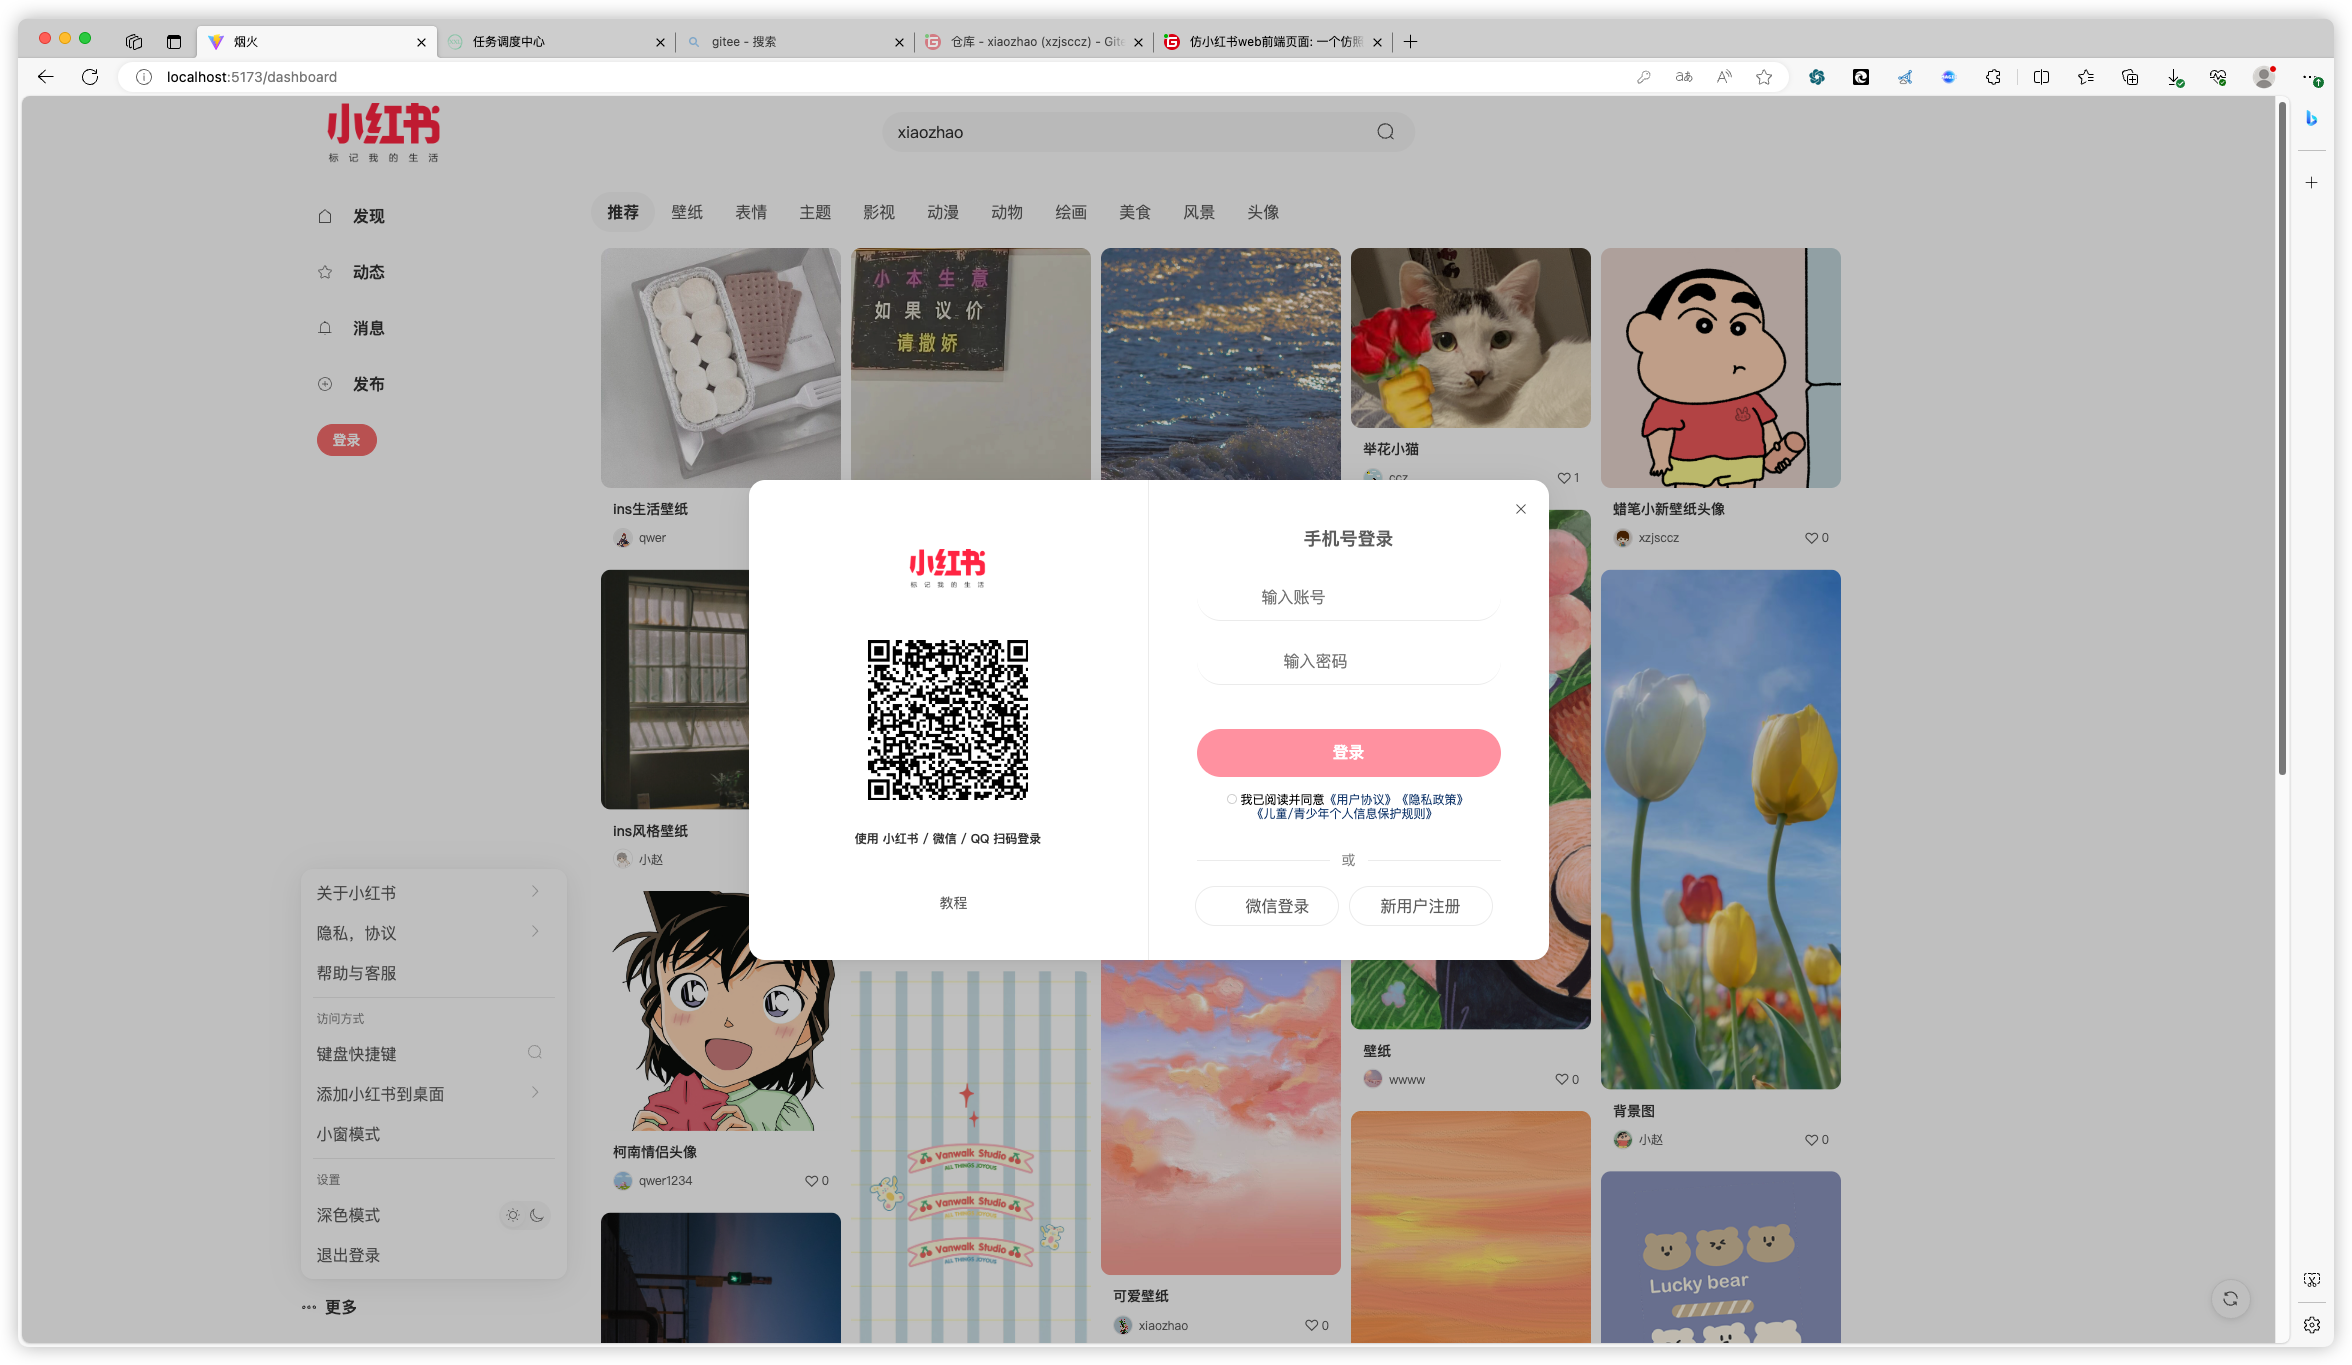 烟火
任务调度中心
gitee - 搜索
仓库 - xiaozhao (xzjsccz) - Gite
仿小红书web前端页面: 一个仿照
localhost:5173/dashboard
小红书
标记我的生活
xiaozhao
发现
动态
消息
发布
登录
推荐 壁纸 表情 主题 影视 动漫 动物 绘画 美食 风景 头像
小本生意
如果议价
请撒娇
ins生活壁纸
qwer
举花小猫
ccz
1
蜡笔小新壁纸头像
xzjsccz
0
小红书
标记我的生活
使用 小红书 / 微信 / QQ 扫码登录
教程
手机号登录
输入账号
输入密码
登录
我已阅读并同意《用户协议》《隐私政策》
《儿童/青少年个人信息保护规则》
或
微信登录
新用户注册
ins风格壁纸
小赵
关于小红书
隐私，协议
帮助与客服
访问方式
键盘快捷键
添加小红书到桌面
小窗模式
设置
深色模式
退出登录
更多
柯南情侣头像
qwer1234
0
Vanwalk Studio
ALL THINGS JOYOUS
Vanwalk Studio
Vanwalk Studio
可爱壁纸
xiaozhao
0
壁纸
wwww
0
背景图
小赵
0
Lucky bear